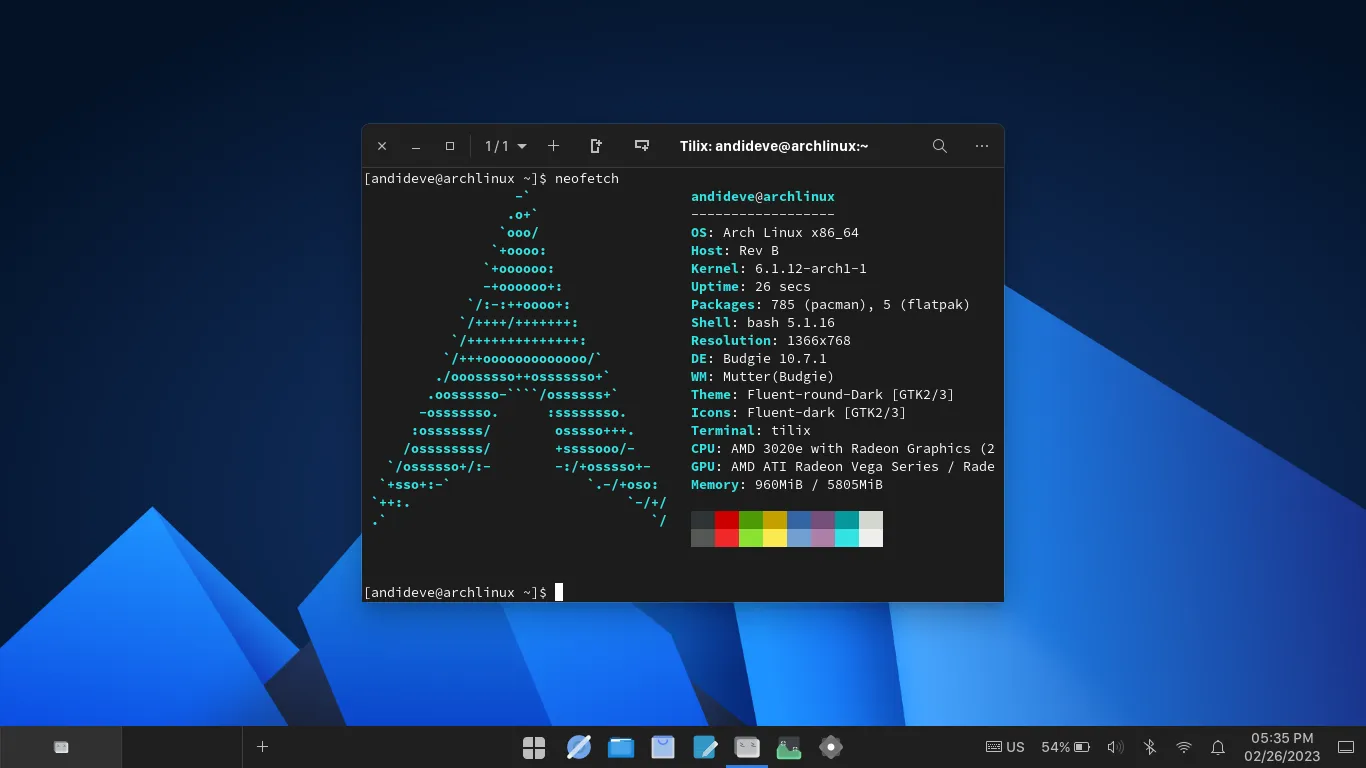 1/1
Tilix: andideve@archlinux:~
[andideve@archlinux ~]$ neofetch
                   -`
                  .o+`
                 `ooo/
                `+oooo:
               `+oooooo:
               -+oooooo+:
             `/:-:++oooo+:
            `/++++/+++++++:
           `/++++++++++++++:
          `/+++ooooooooooooo/`
         ./ooosssso++osssssso+`
        .oossssso-````/ossssss+`
       -osssssso.      :ssssssso.
      :osssssss/        osssso+++.
     /ossssssss/        +ssssooo/-
   `/ossssso+/:-        -:/+osssso+-
  `+sso+:-`                 `.-/+oso:
 `++:.                           `-/+/
 .`                                 `/
andideve@archlinux
------------------
OS: Arch Linux x86_64
Host: Rev B
Kernel: 6.1.12-arch1-1
Uptime: 26 secs
Packages: 785 (pacman), 5 (flatpak)
Shell: bash 5.1.16
Resolution: 1366x768
DE: Budgie 10.7.1
WM: Mutter(Budgie)
Theme: Fluent-round-Dark [GTK2/3]
Icons: Fluent-dark [GTK2/3]
Terminal: tilix
CPU: AMD 3020e with Radeon Graphics (2
GPU: AMD ATI Radeon Vega Series / Rade
Memory: 960MiB / 5805MiB
[andideve@archlinux ~]$
US
54%
05:35 PM
02/26/2023